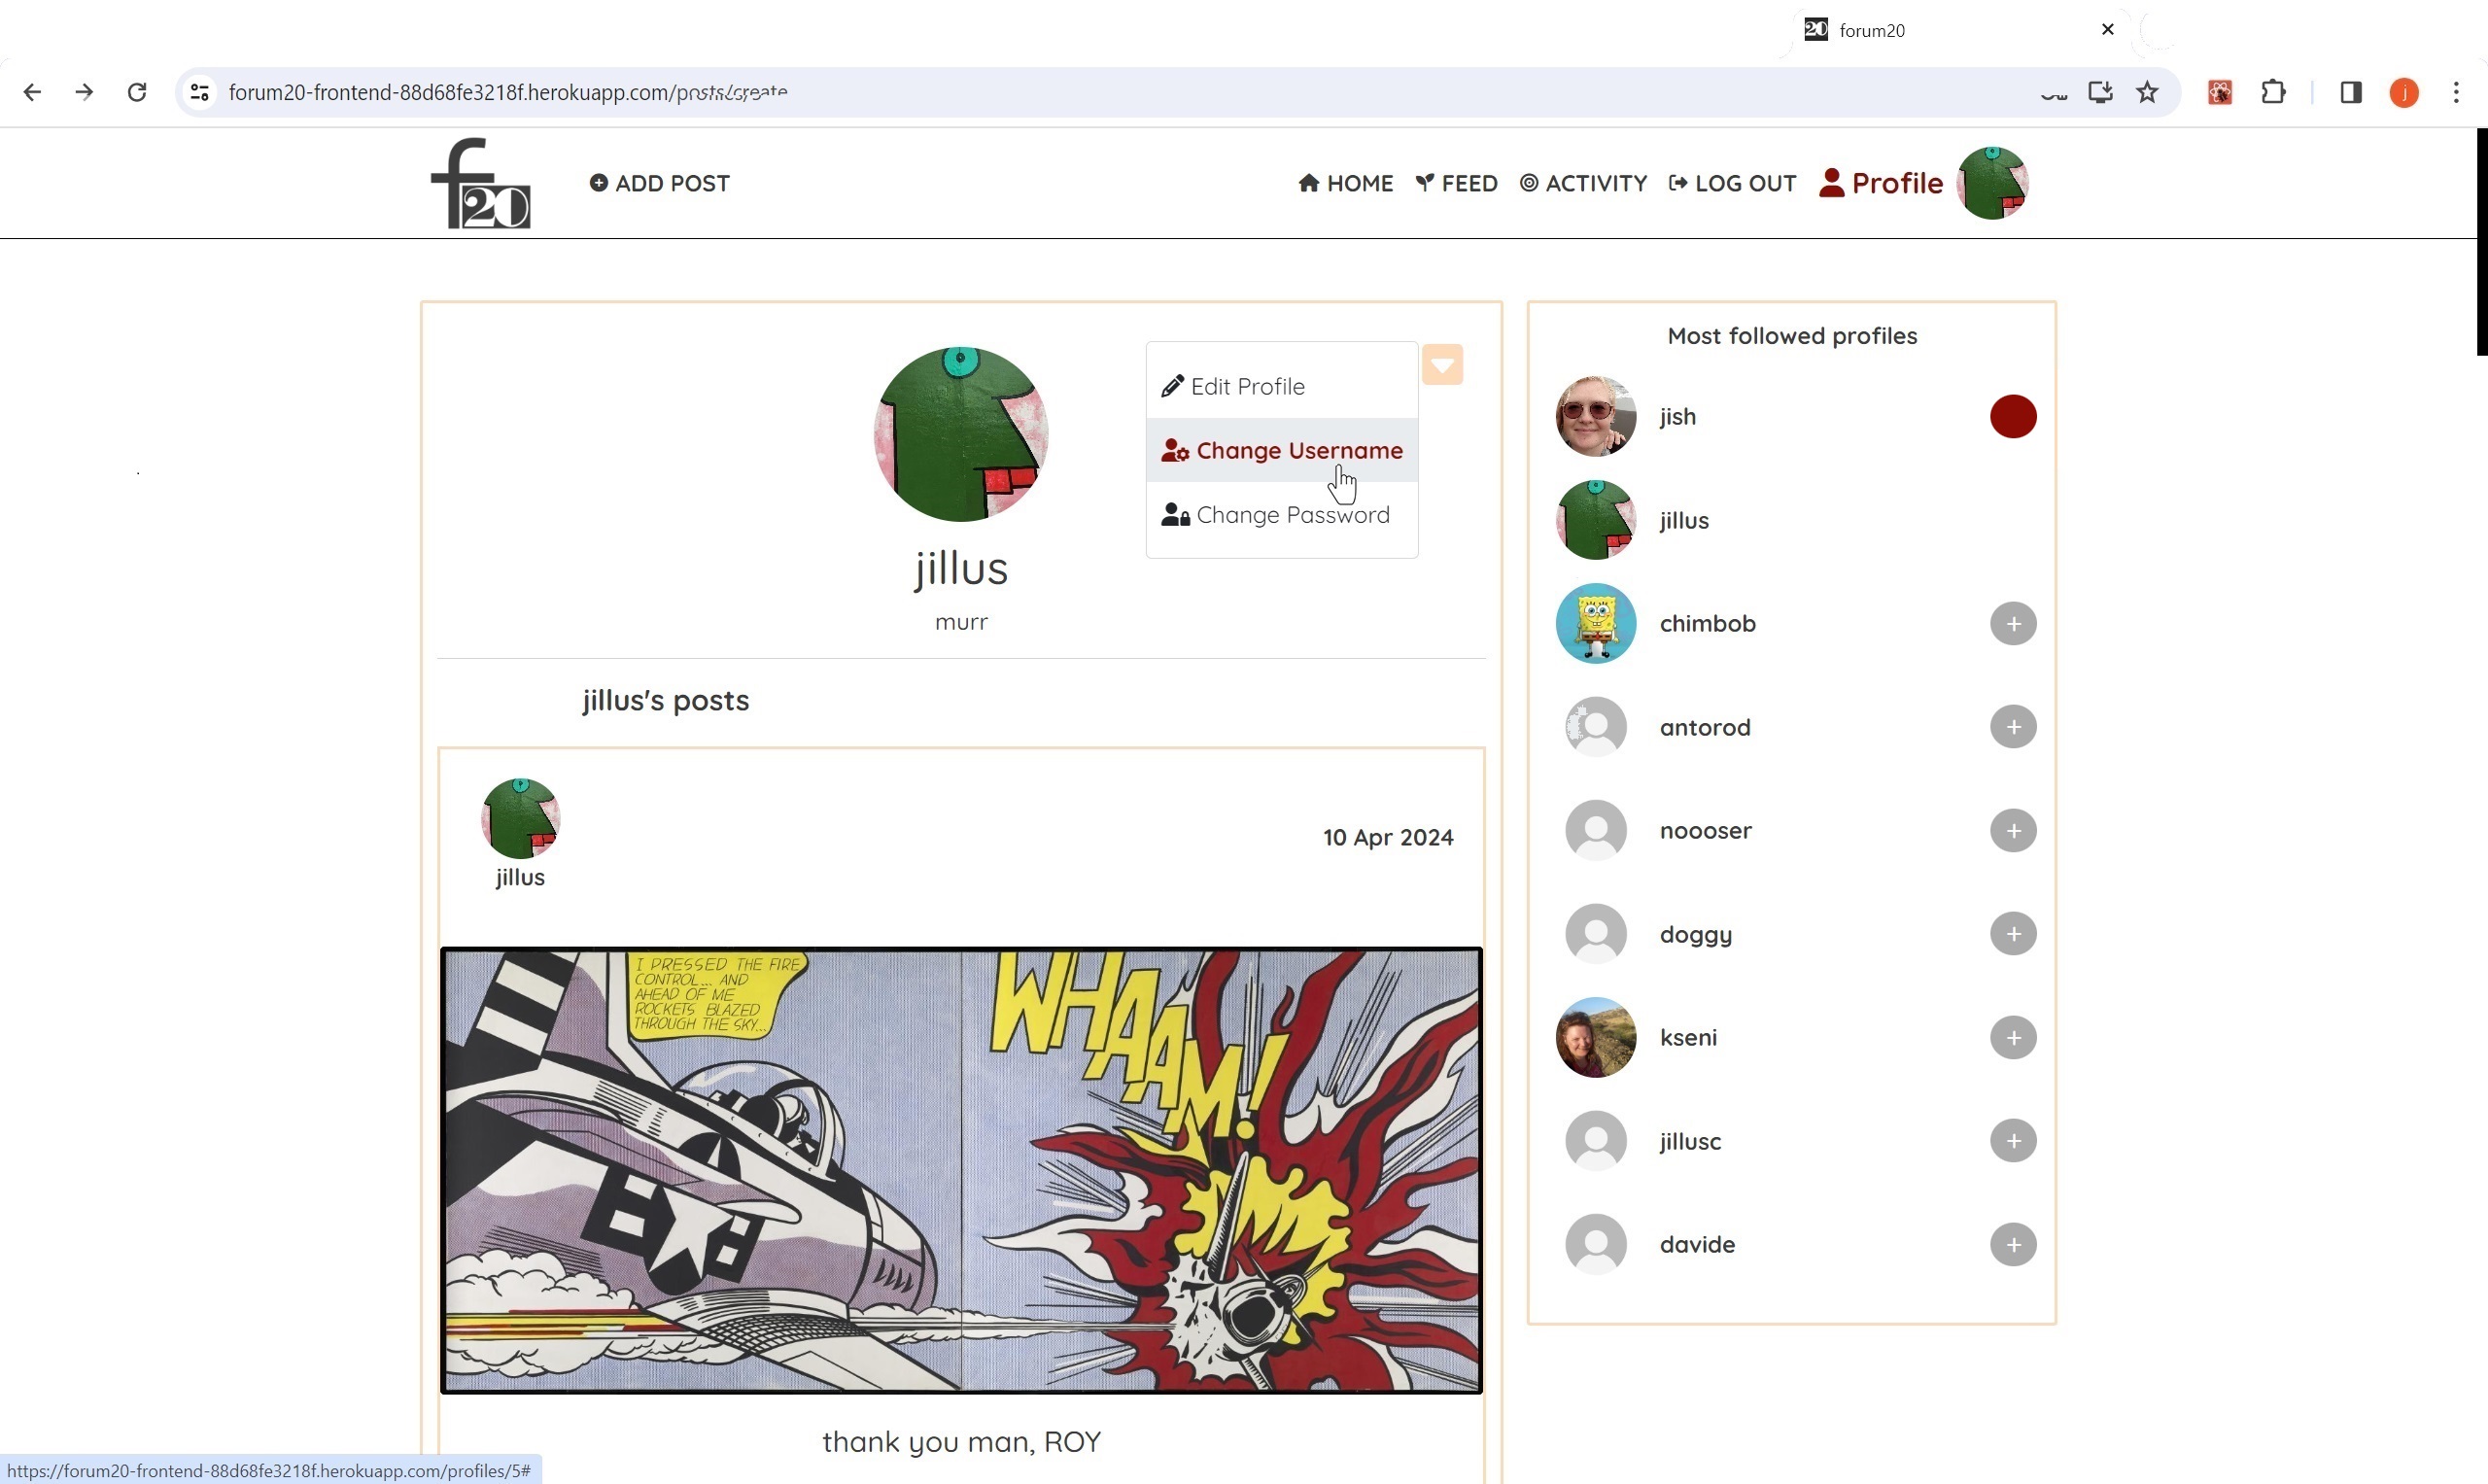 forum20
forum20-frontend-88d68fe3218f.herokuapp.com/posts/create
f20
ADD POST
HOME
FEED
ACTIVITY
LOG OUT
Profile
20
j
Edit Profile
Change Username
Change Password
jillus
murr
jillus's posts
jillus
10 Apr 2024
I PRESSED THE FIRE
CONTROL... AND
AHEAD OF ME
ROCKETS BLAZED
THROUGH THE SKY...
WHAAM!
thank you man, ROY
Most followed profiles
jish
jillus
chimbob
antorod
noooser
doggy
kseni
jillusc
davide
https://forum20-frontend-88d68fe3218f.herokuapp.com/profiles/5#